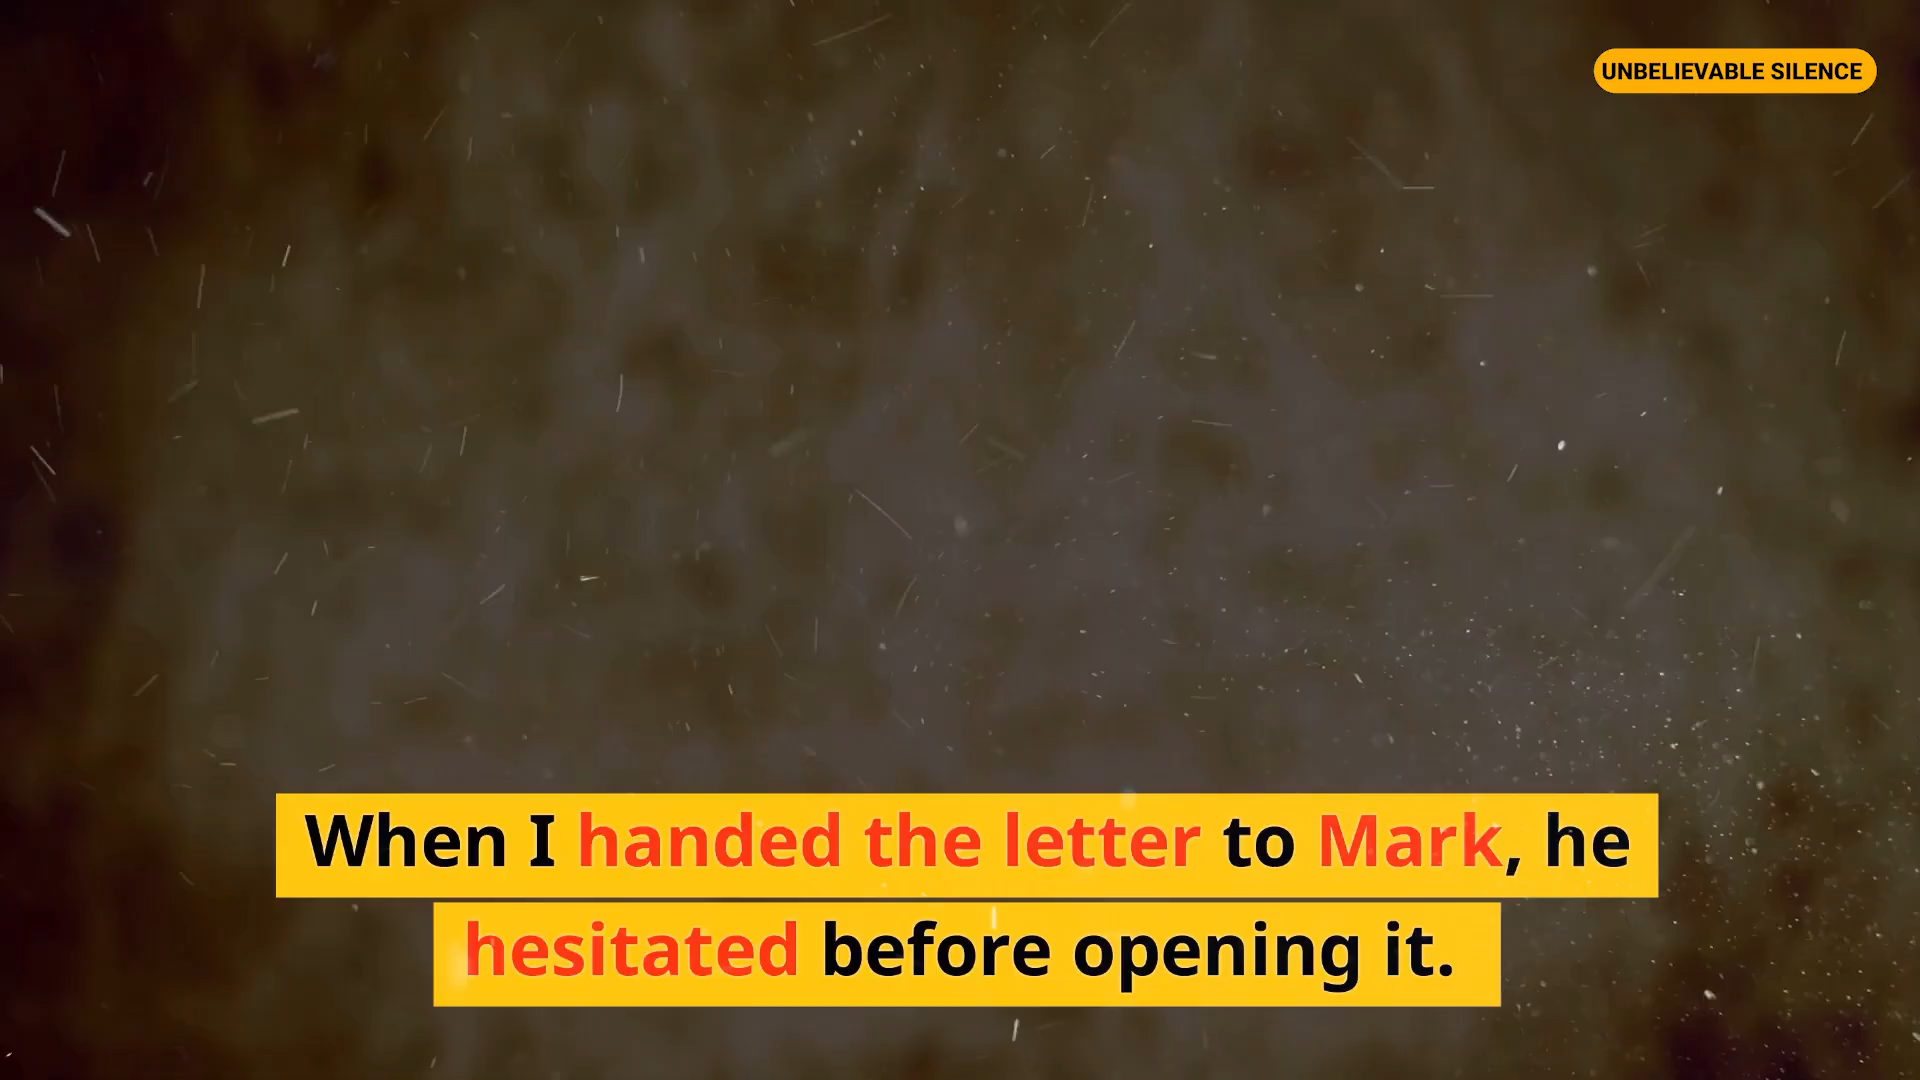 UNBELIEVABLE SILENCE
When I handed the letter to Mark, he
hesitated before opening it.